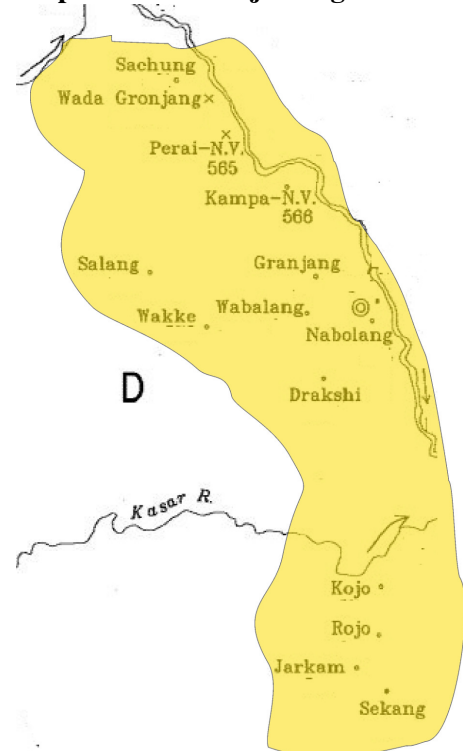 Sachung
Wada Gronjang
Perai-N.V.
565
Kampa-N.V.
566
Salang
Granjang
Wakke
Wabalang
Nabolang
D
Drakshi
Kasar R.
Kojo
Rojo
Jarkam
Sekang